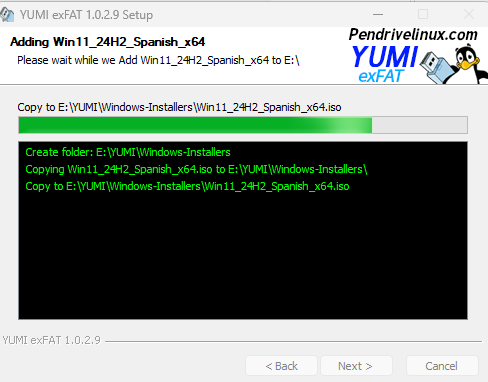 YUMI exFAT 1.0.2.9 Setup
Adding Win11_24H2_Spanish_x64
Please wait while we Add Win11_24H2_Spanish_x64 to E:\
Pendrivelinux.com
YUMI
exFAT
Copy to E:\YUMI\Windows-Installers\Win11_24H2_Spanish_x64.iso
Create folder: E:\YUMI\Windows-Installers
Copying Win11_24H2_Spanish_x64.iso to E:\YUMI\Windows-Installers\
Copy to E:\YUMI\Windows-Installers\Win11_24H2_Spanish_x64.iso
YUMI exFAT 1.0.2.9
< Back
Next >
Cancel